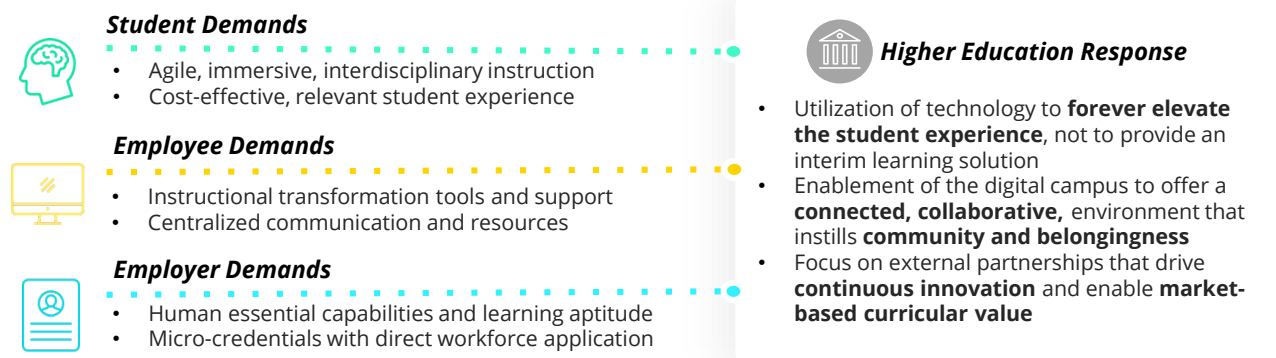 Student Demands
• Agile, immersive, interdisciplinary instruction
• Cost-effective, relevant student experience
Employee Demands
• Instructional transformation tools and support
• Centralized communication and resources
Employer Demands
• Human essential capabilities and learning aptitude
• Micro-credentials with direct workforce application
Higher Education Response
• Utilization of technology to forever elevate
the student experience, not to provide an
interim learning solution
• Enablement of the digital campus to offer a
connected, collaborative, environment that
instills community and belongingness
• Focus on external partnerships that drive
continuous innovation and enable market-
based curricular value